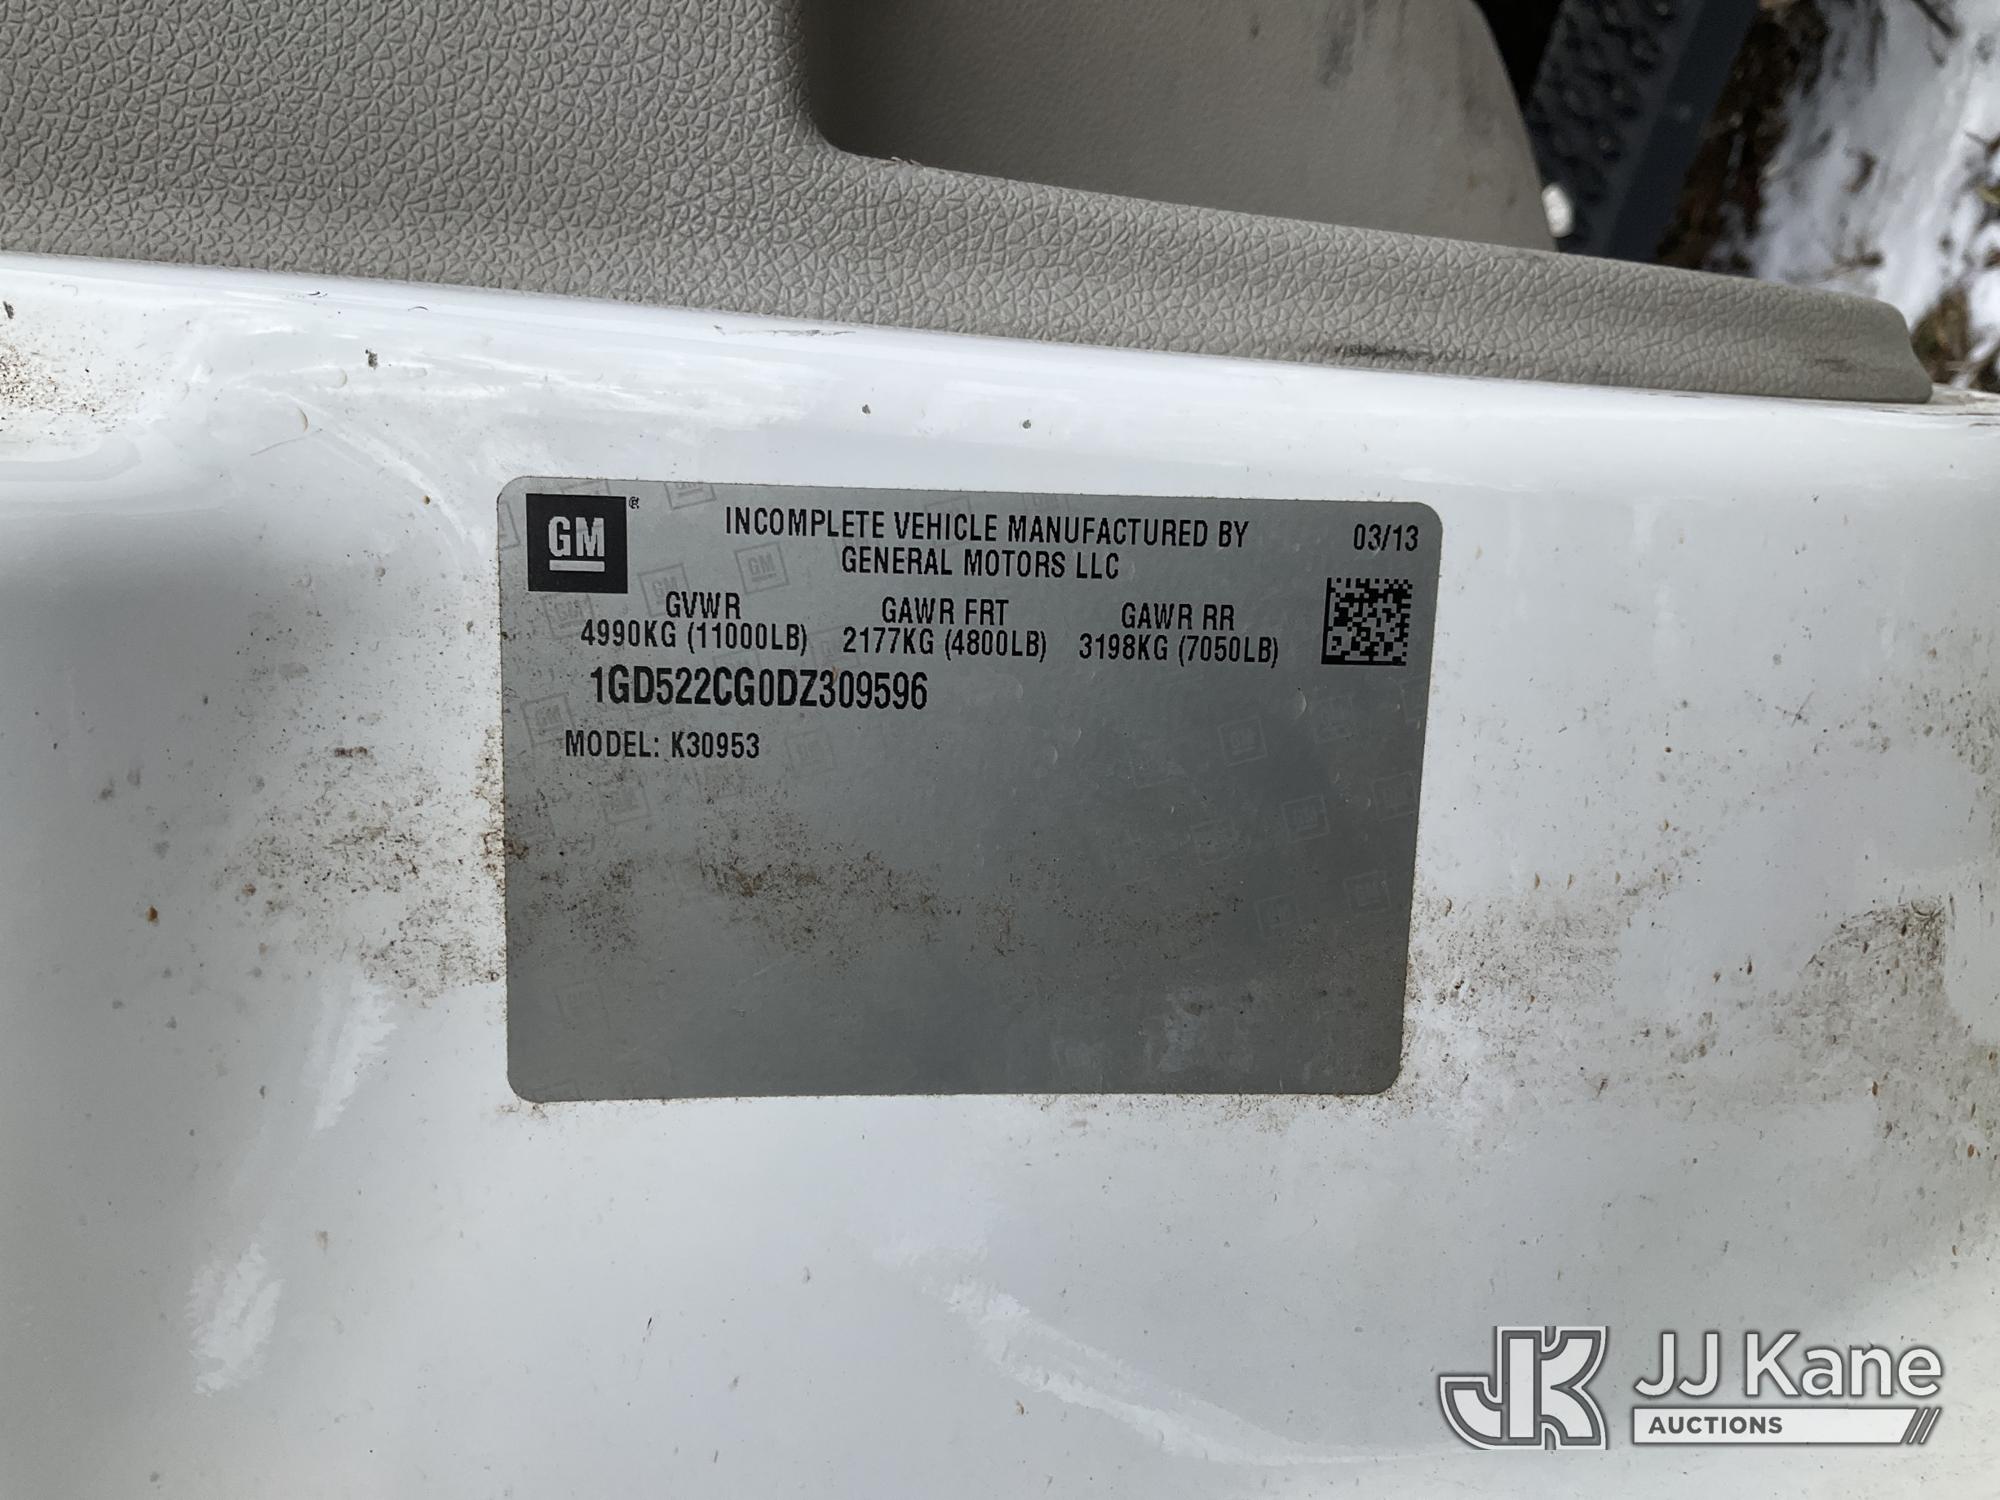 GM
INCOMPLETE VEHICLE MANUFACTURED BY
GENERAL MOTORS LLC
03/13
GVWR
4990KG (11000LB)
GAWR FRT
2177KG (4800LB)
GAWR RR
3198KG (7050LB)
1GD522CG0DZ309596
MODEL: K30953
JJ Kane
AUCTIONS